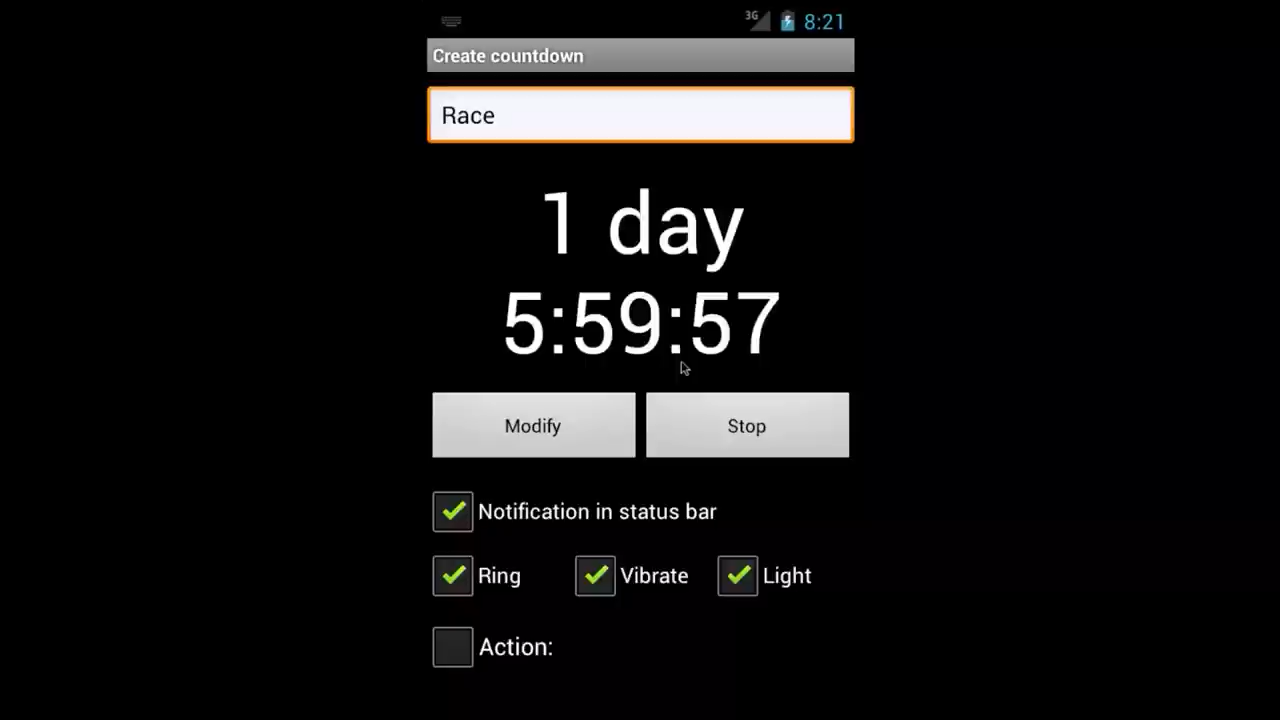 3G 8:21
Create countdown
Race
1 day
5:59:57
Modify Stop
Notification in status bar
Ring Vibrate Light
Action: